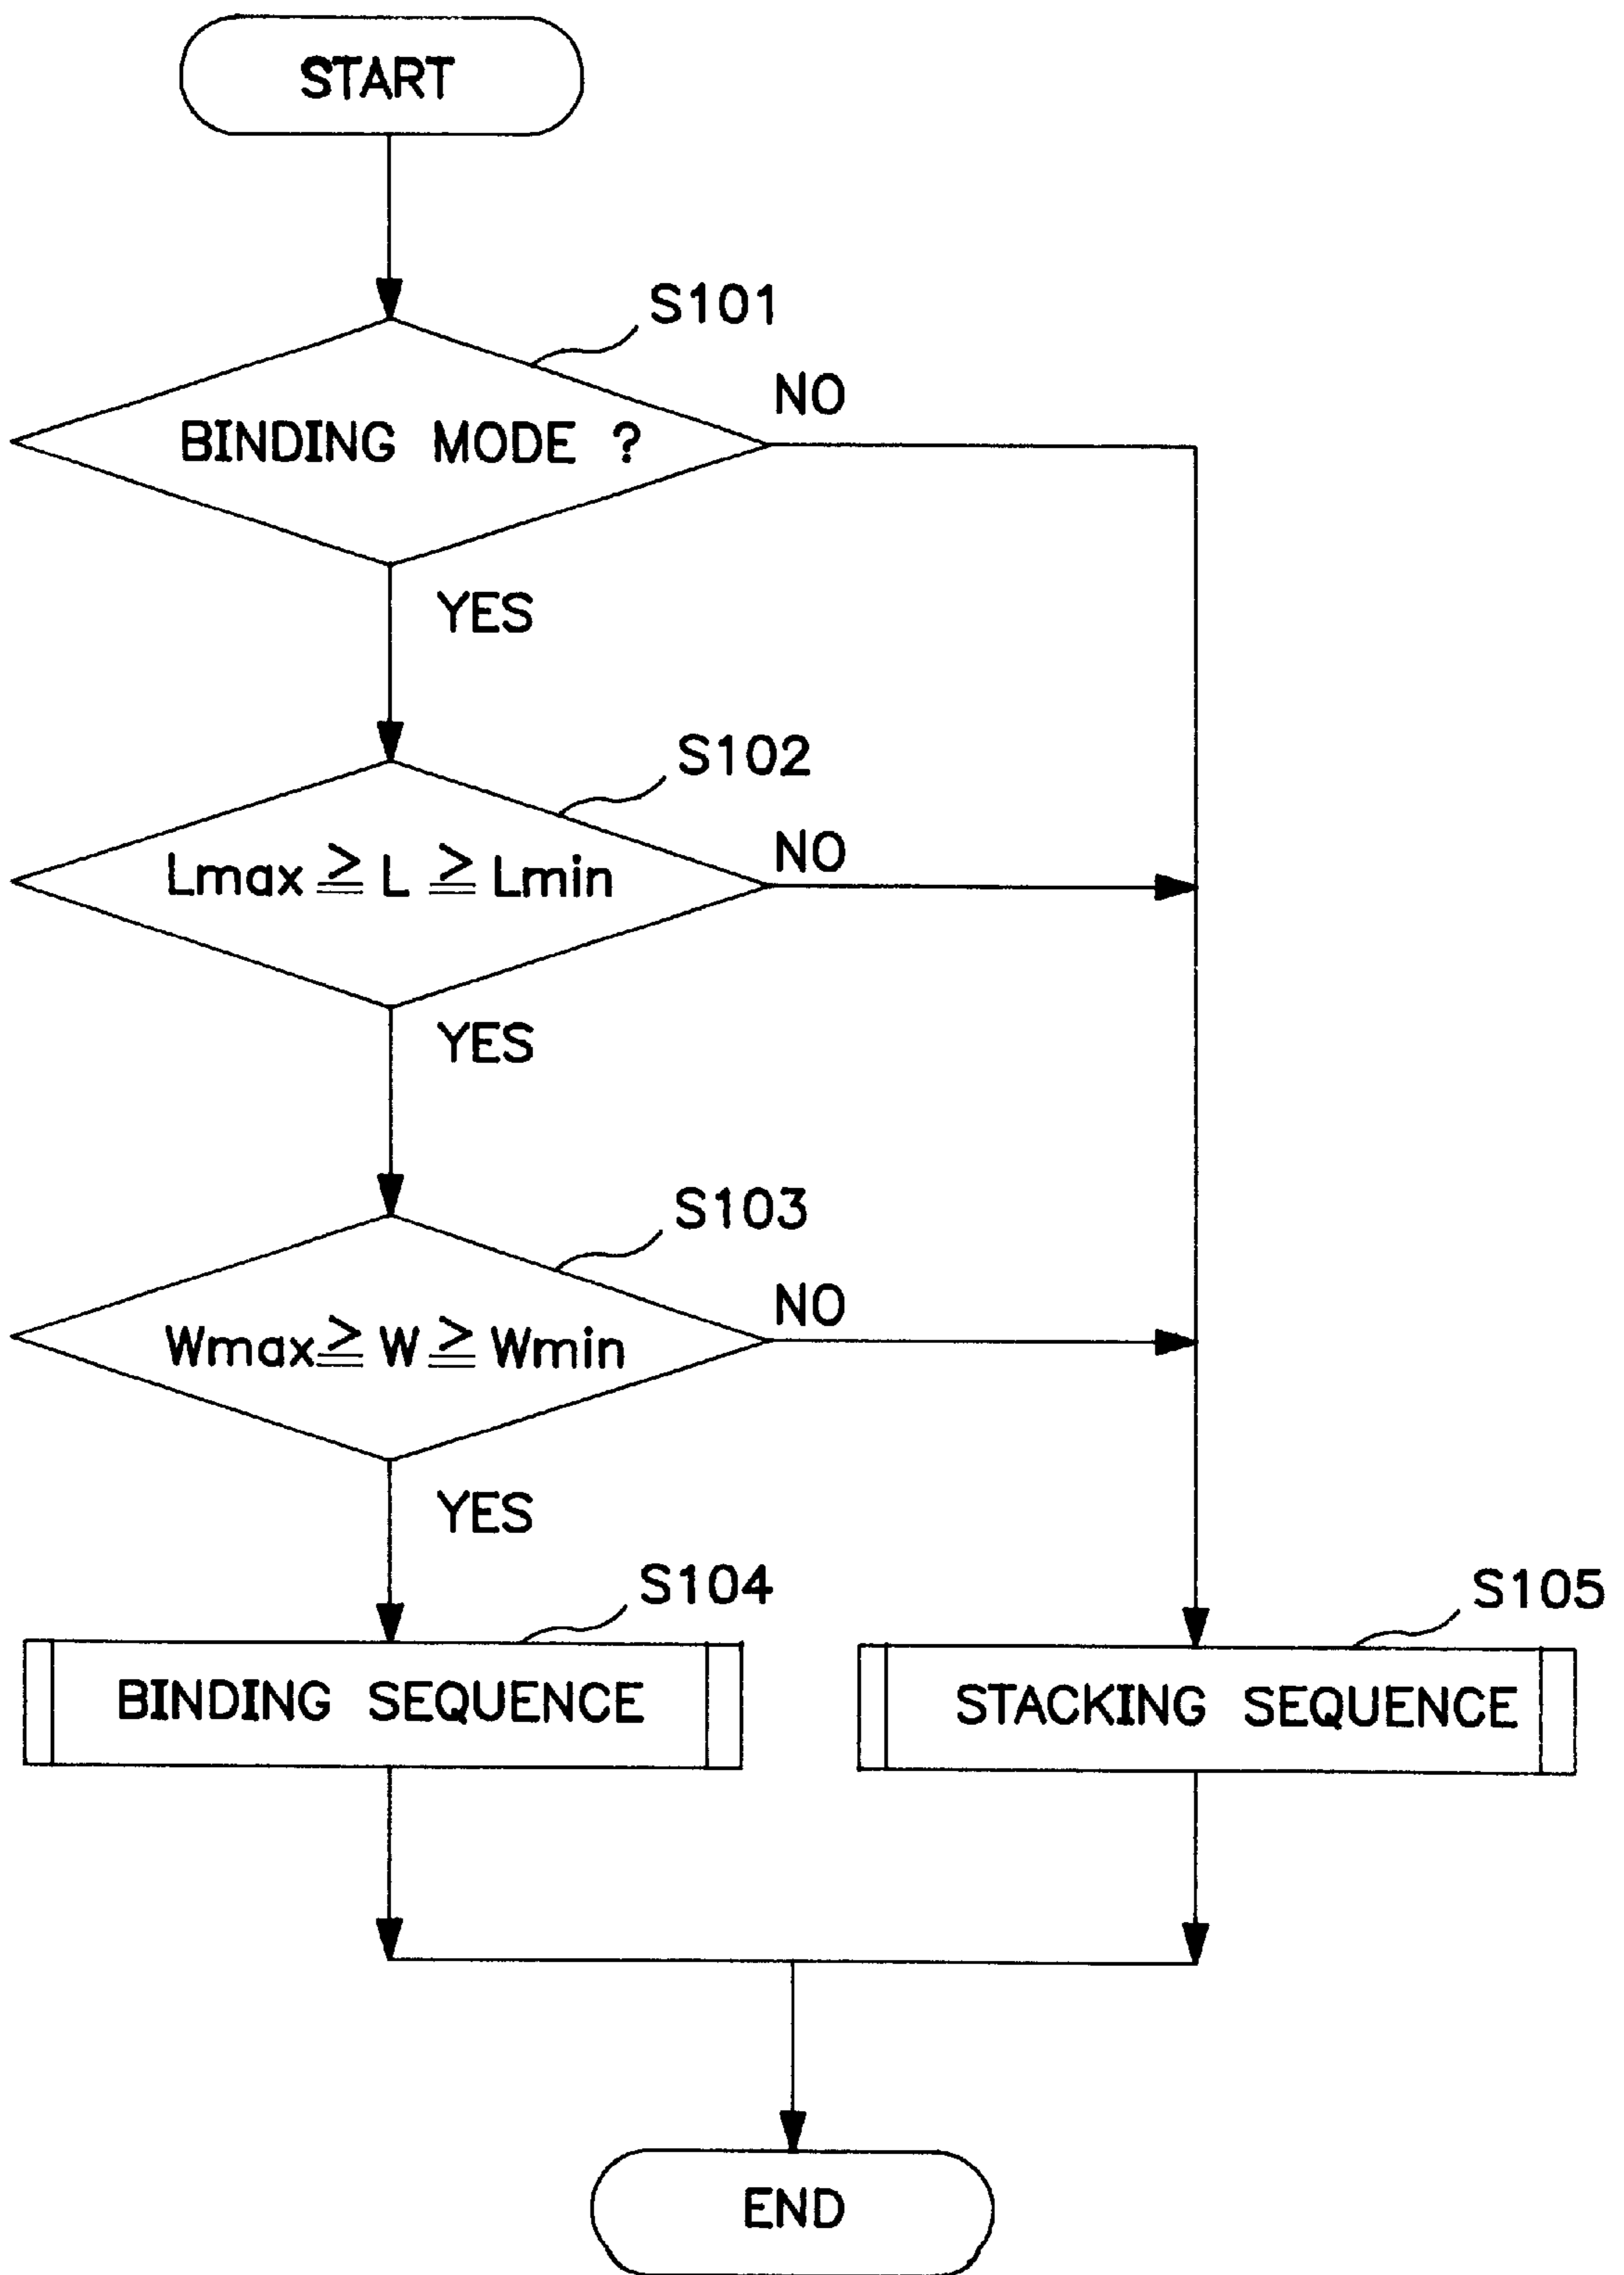 START
S101
BINDING MODE ?
NO
YES
S102
Lmax ≧ L ≧ Lmin
NO
YES
S103
Wmax ≧ W ≧ Wmin
NO
YES
S104
S105
BINDING SEQUENCE
STACKING SEQUENCE
END